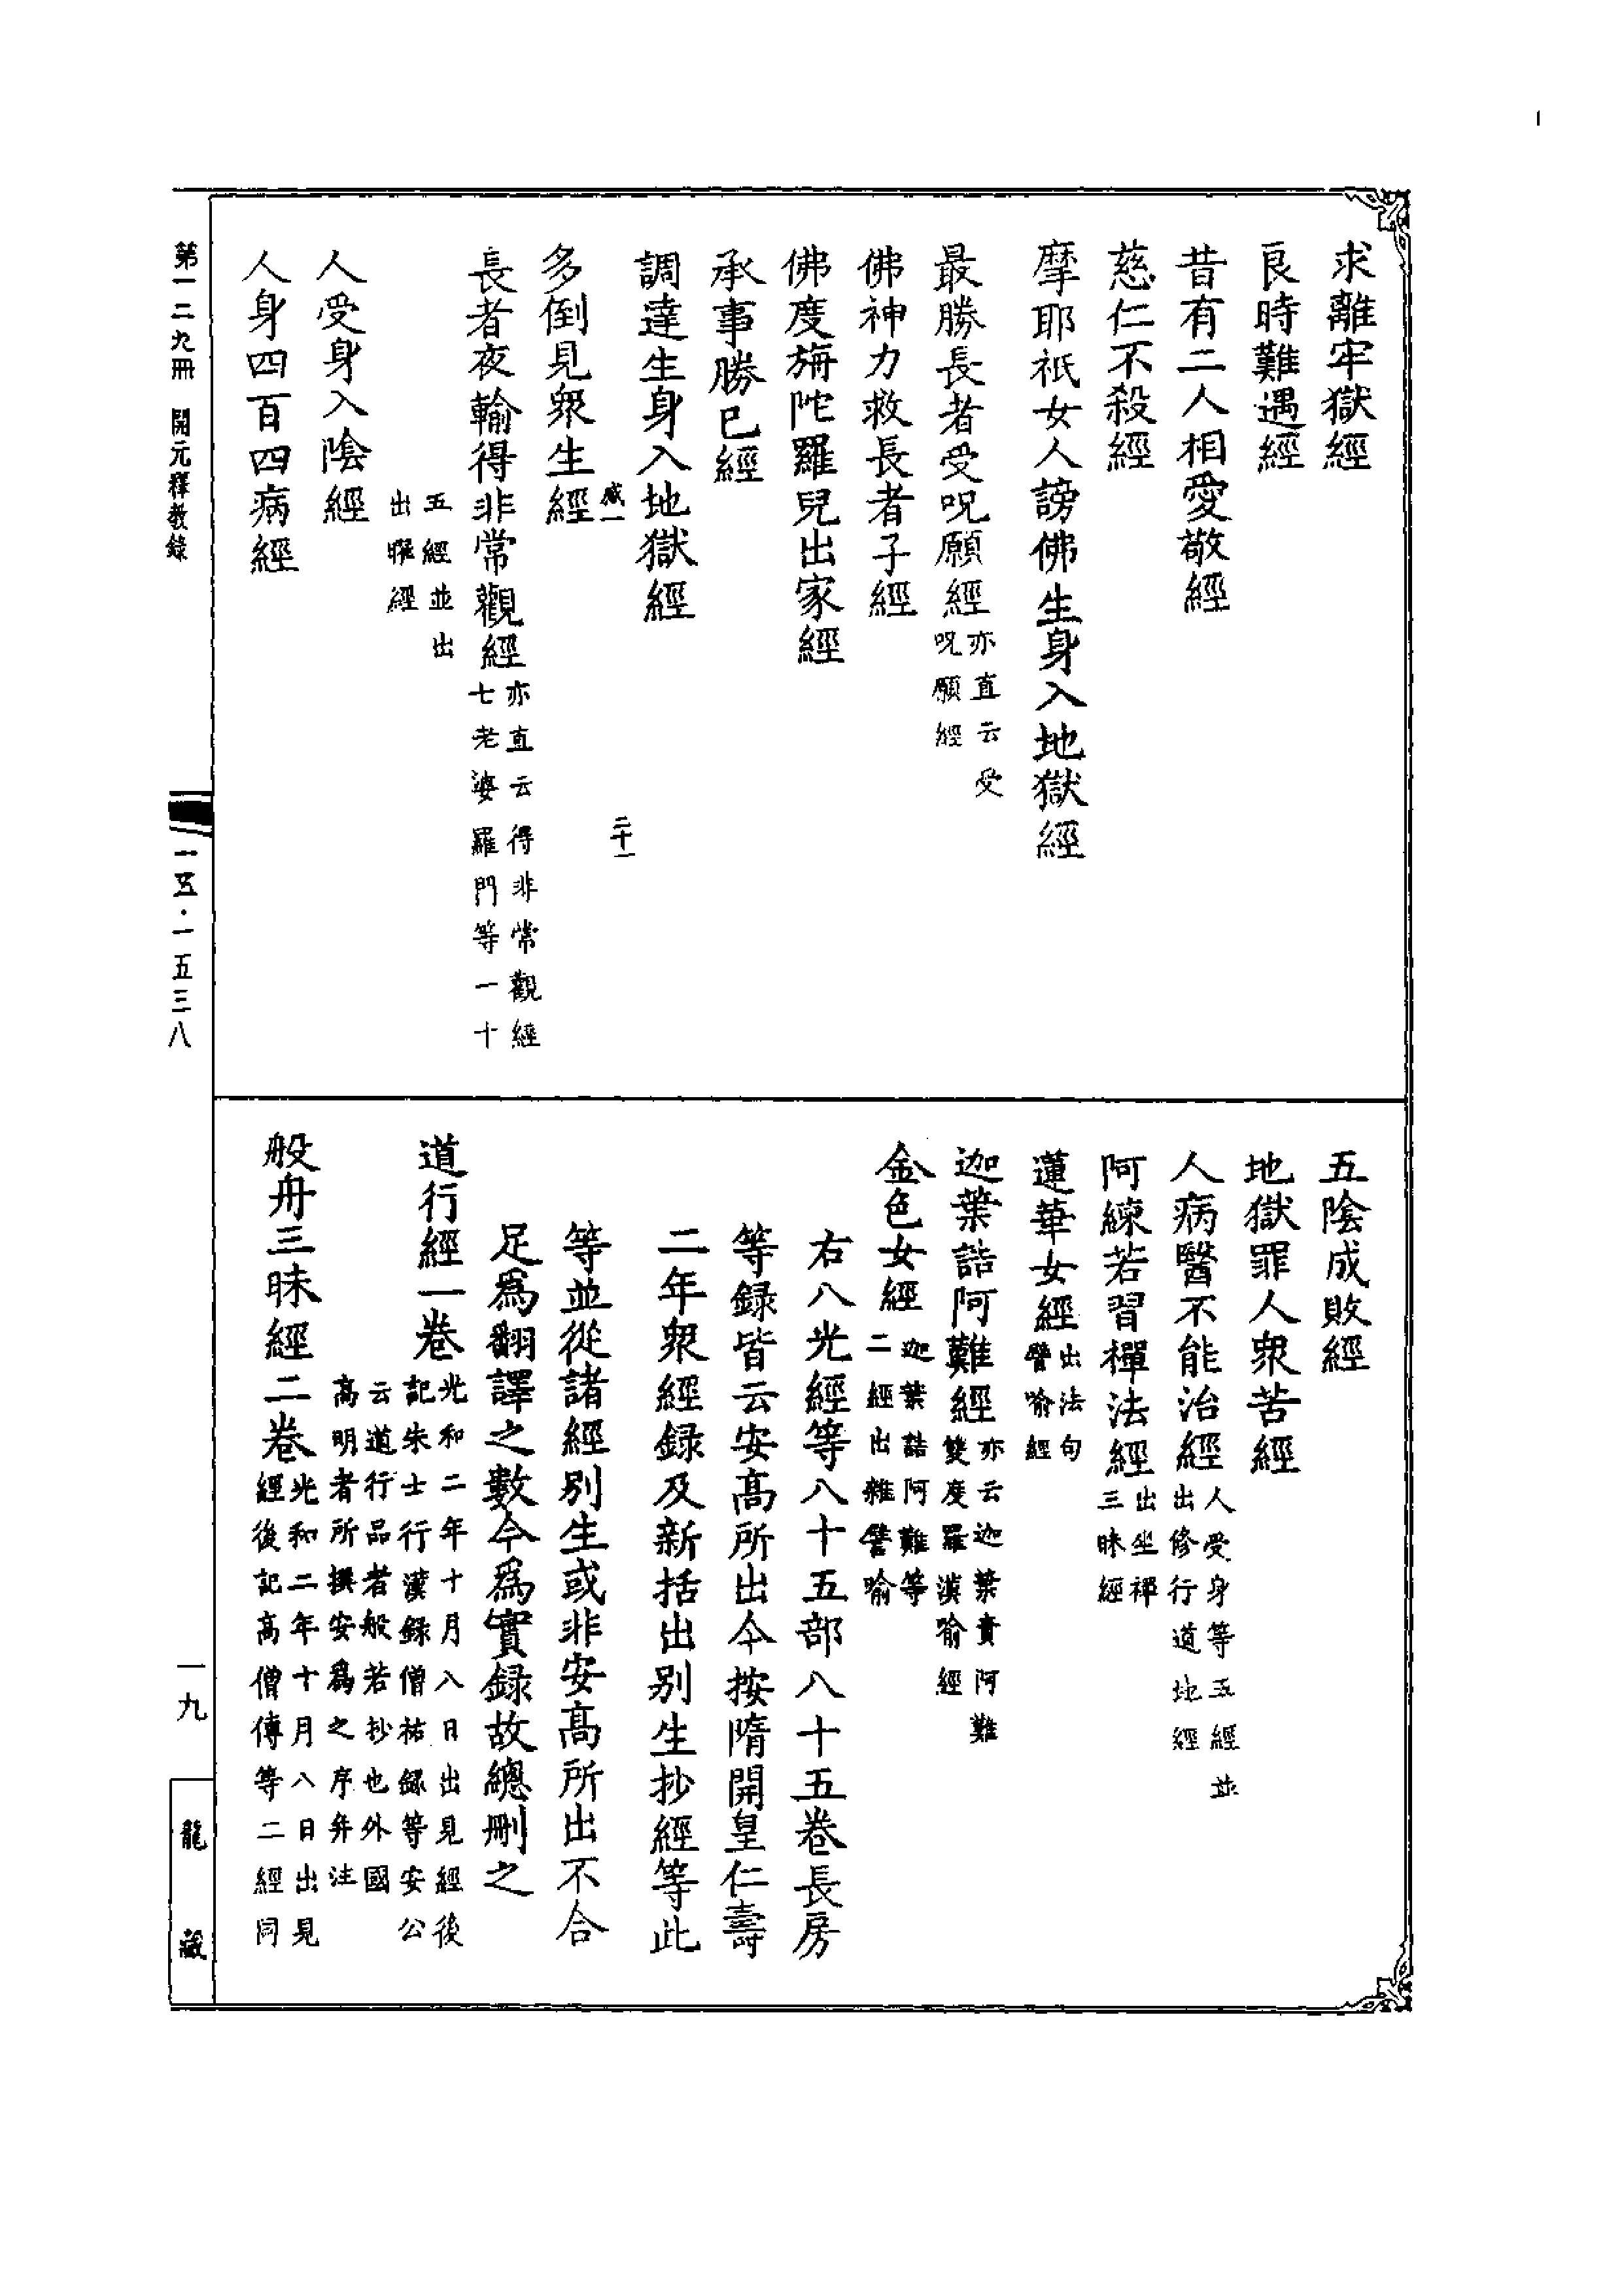 求離牢獄經
良時難遇經
昔有二人相愛敬經
慈仁不殺經
摩耶祇女人謗佛生身入地獄經
最勝長者受呪願經亦直云受
呪願經
佛神力救長者子經
佛度旃陀羅兒出家經
承事勝已經
調達生身入地獄經
二十一
多倒見衆生經
長者夜輸得非常觀經亦直云得非常觀經
七老婆羅門等一十
五經並出
出曜經
人受身入陰經
人身四百四病經
五陰成敗經
地獄罪人衆苦經
人病醫不能治經人受身等五經並
出修行道地經
阿練若習禪法經出坐禪
三昧經
蓮華女經出法句
譬喻經
迦葉詰阿難經亦云迦葉責阿難
雙度羅漢喻經
金色女經迦葉詰阿難等
二經出雜譬喻
右八光經等八十五部八十五卷長房
等録皆云安高所出今按隋開皇仁壽
二年衆經録及新括出别生抄經等此
等並從諸經别生或非安高所出不合
足爲翻譯之數今爲實録故總刪之
道行經一卷光和二年十月八日出見經後
記朱士行漢録僧祐録等安公
云道行品者般若抄也外國
高明者所撰安爲之序并注
般舟三昧經二卷光和二年十月八日出見
經後記高僧傳等二經同
第一二九冊 開元釋教錄
一五·一五三八
一九
龍藏